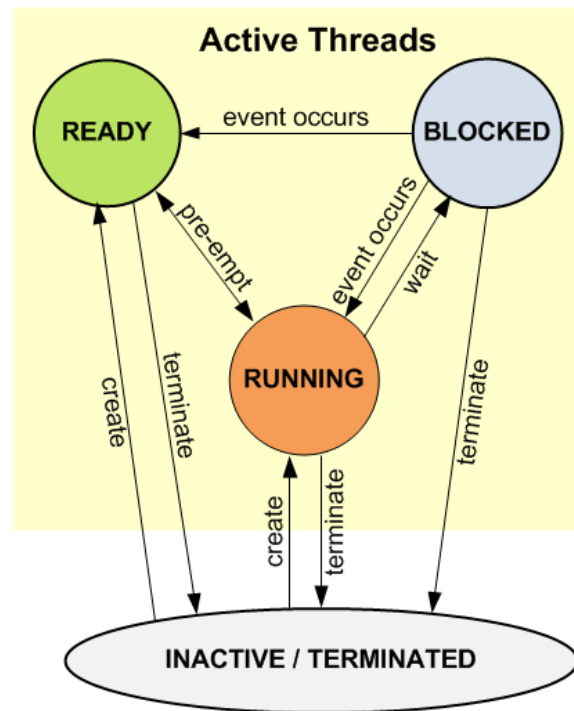 Active Threads
READY
event occurs
BLOCKED
pre-empt
event occurs
wait
RUNNING
create
terminate
terminate
create
terminate
INACTIVE / TERMINATED